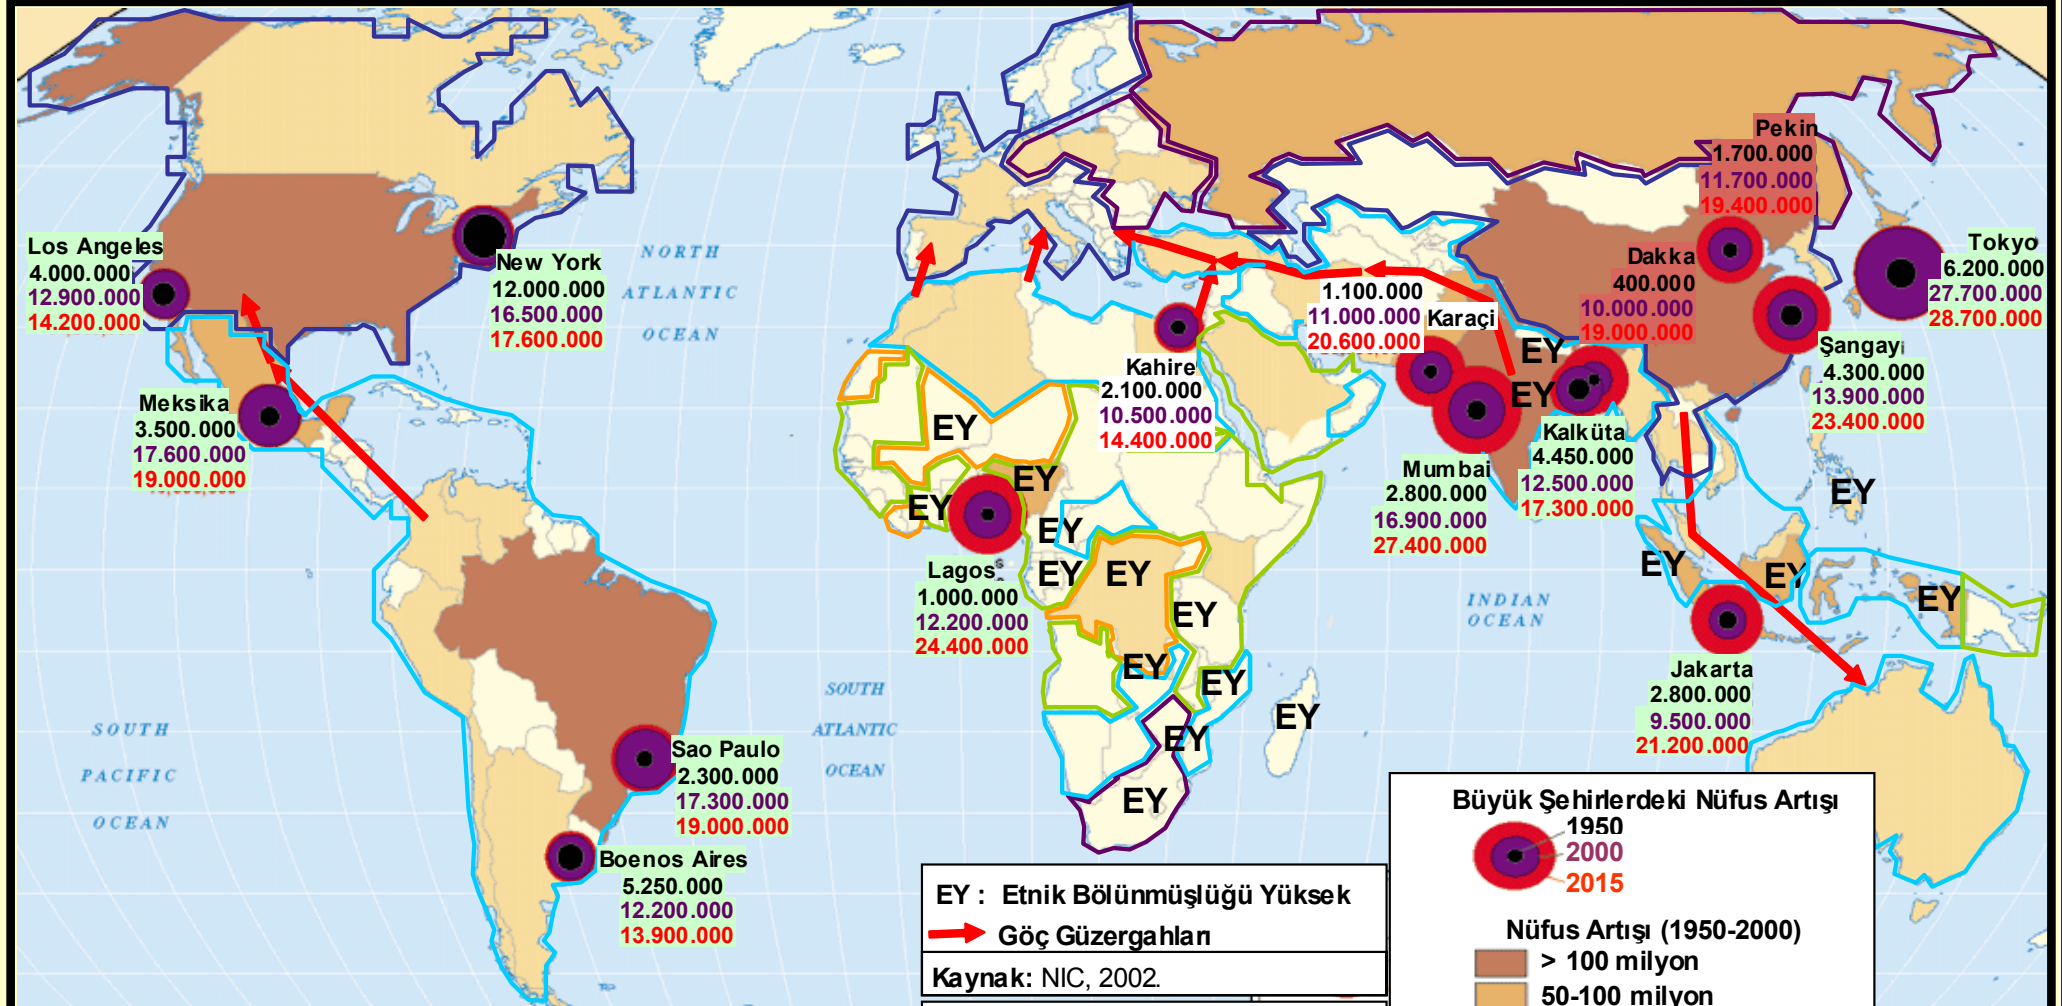 Los Angeles
4.000.000
12.900.000
14.200.000
New York
12.000.000
16.500.000
17.600.000
NORTH
ATLANTIC
OCEAN
Meksika
3.500.000
17.600.000
19.000.000
SOUTH
PACIFIC
OCEAN
Sao Paulo
2.300.000
17.300.000
19.000.000
Boenos Aires
5.250.000
12.200.000
13.900.000
SOUTH
ATLANTIC
OCEAN
Kahire
2.100.000
10.500.000
14.400.000
Lagos
1.000.000
12.200.000
24.400.000
EY
EY
EY
EY
EY
EY
EY
EY
EY
EY
EY
EY
1.100.000
Karaçi
11.000.000
20.600.000
Mumbai
2.800.000
16.900.000
27.400.000
EY
EY
Kalküta
4.450.000
12.500.000
17.300.000
Dakka
400.000
10.000.000
19.000.000
Pekin
1.700.000
11.700.000
19.400.000
Tokyo
6.200.000
27.700.000
28.700.000
Şangay
4.300.000
13.900.000
23.400.000
EY
EY
EY
EY
INDIAN
OCEAN
Jakarta
2.800.000
9.500.000
21.200.000
EY : Etnik Bölünmüşlüğü Yüksek
Göç Güzergahları
Kaynak: NIC, 2002.
Büyük Şehirlerdeki Nüfus Artışı
1950
2000
2015
Nüfus Artışı (1950-2000)
> 100 milyon
50-100 milyon